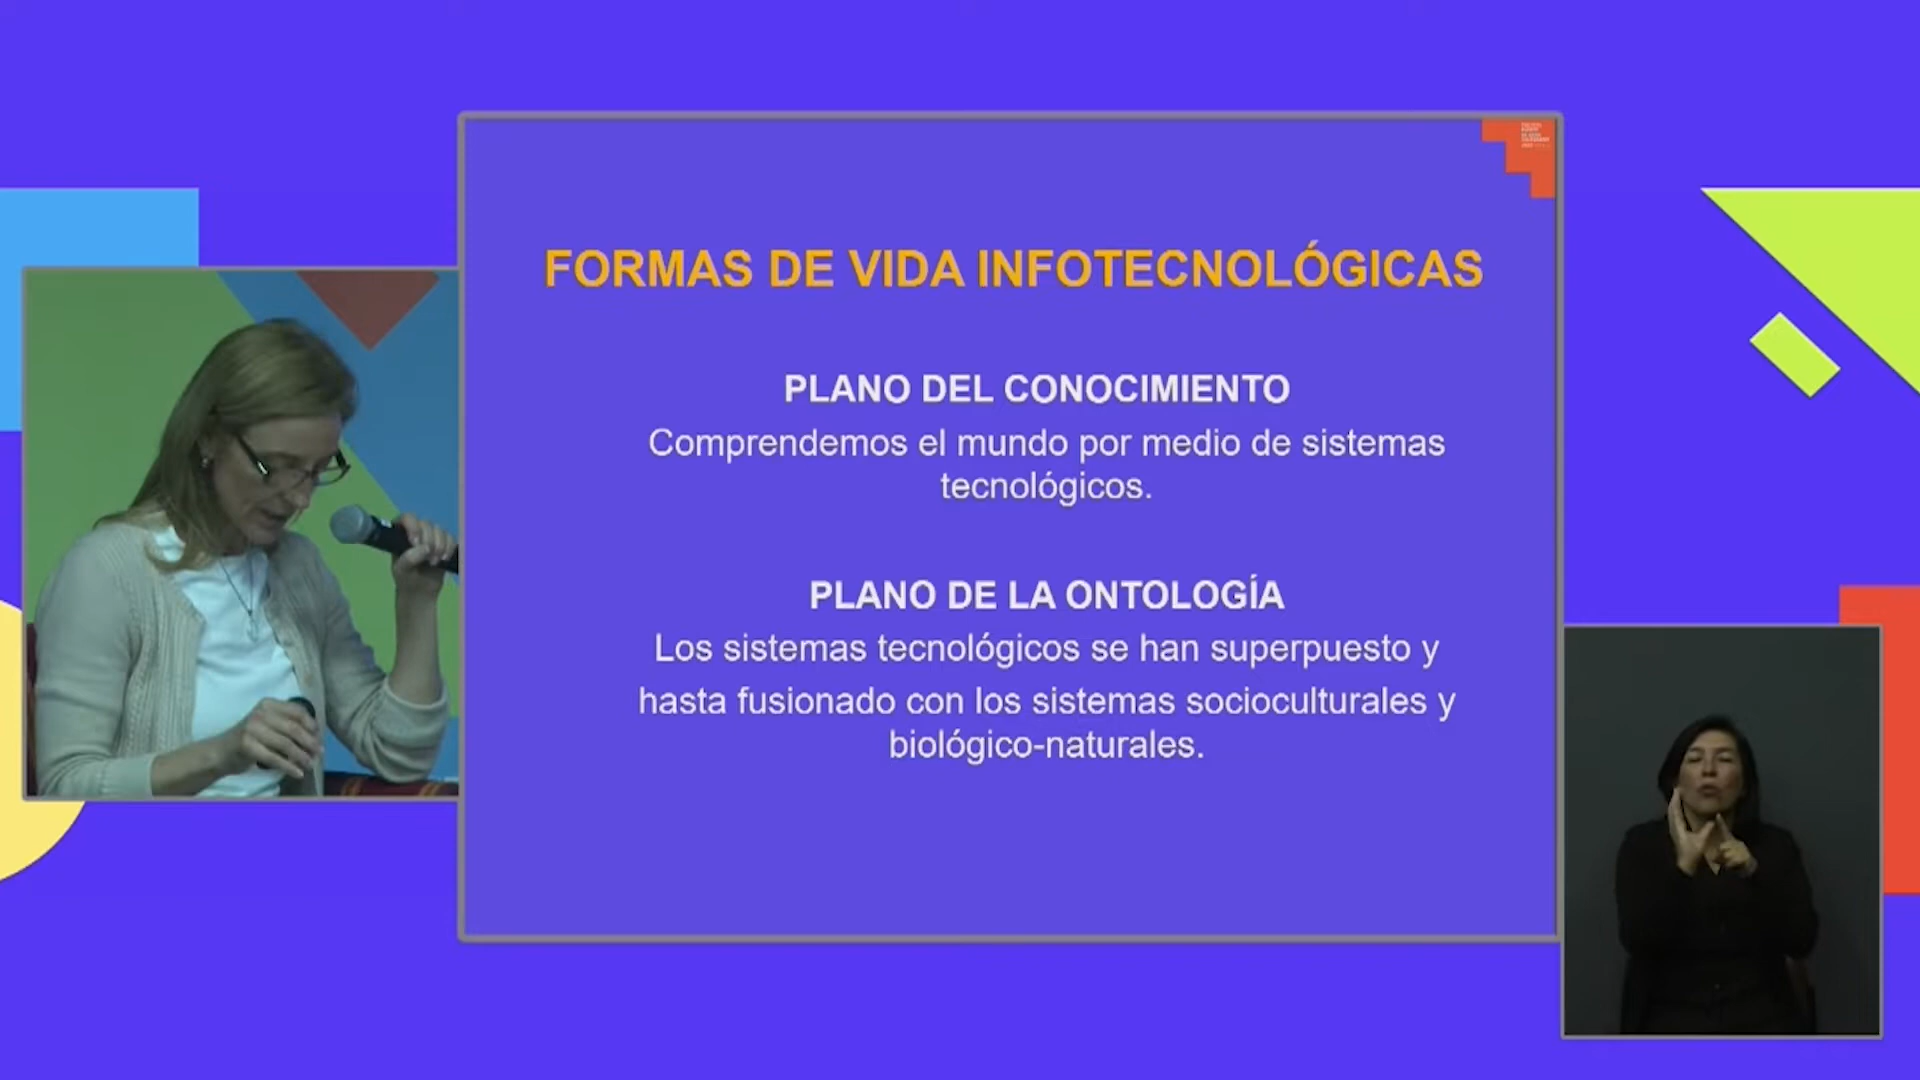 FORMAS DE VIDA INFOTECNOLÓGICAS
PLANO DEL CONOCIMIENTO
Comprendemos el mundo por medio de sistemas
tecnológicos.
PLANO DE LA ONTOLOGÍA
Los sistemas tecnológicos se han superpuesto y
hasta fusionado con los sistemas socioculturales y
biológico-naturales.